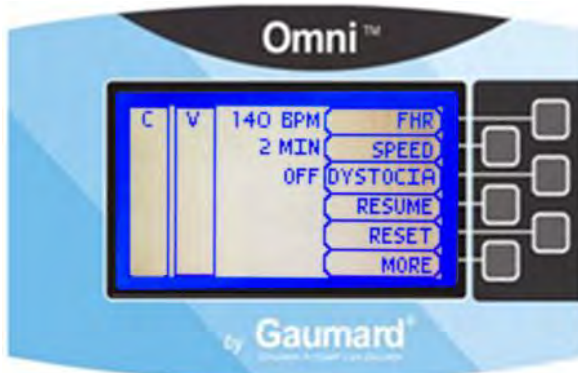 Omni™
C V 140 BPM FHR
2 MIN SPEED
OFF DYSTOCIA
RESUME
RESET
MORE
by Gaumard®